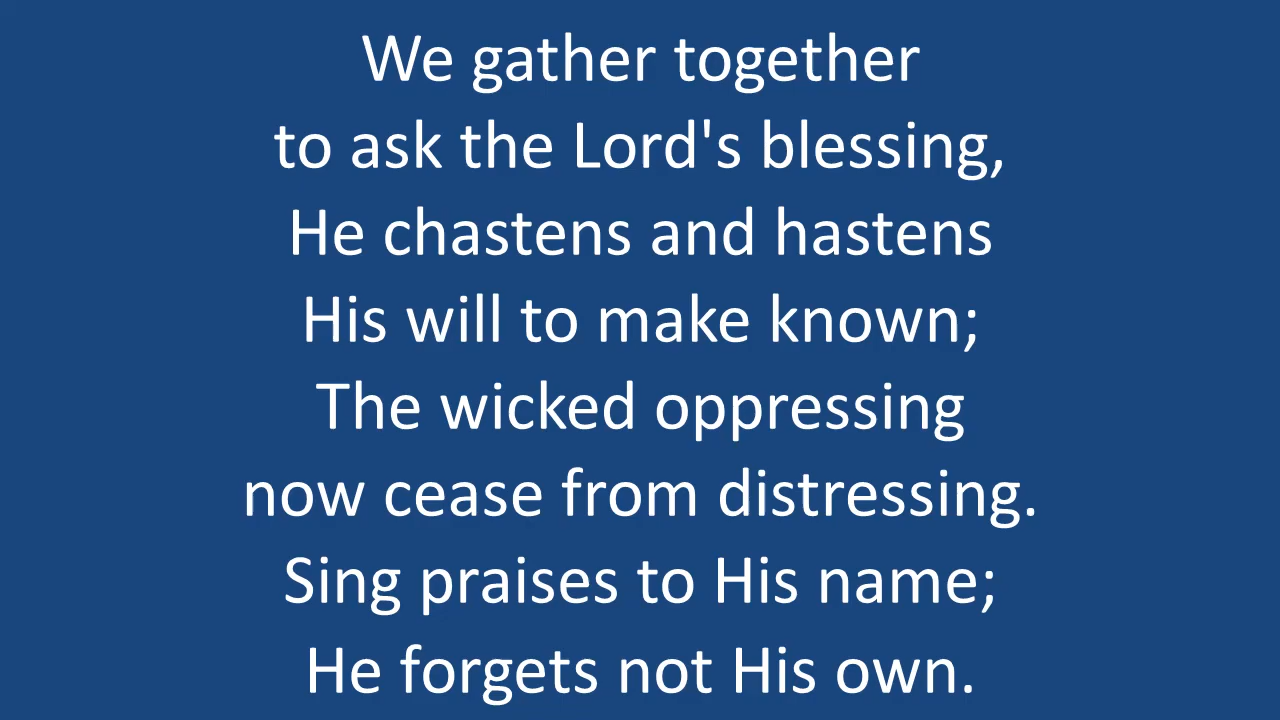 We gather together
to ask the Lord's blessing,
He chastens and hastens
His will to make known;
The wicked oppressing
now cease from distressing.
Sing praises to His name;
He forgets not His own.